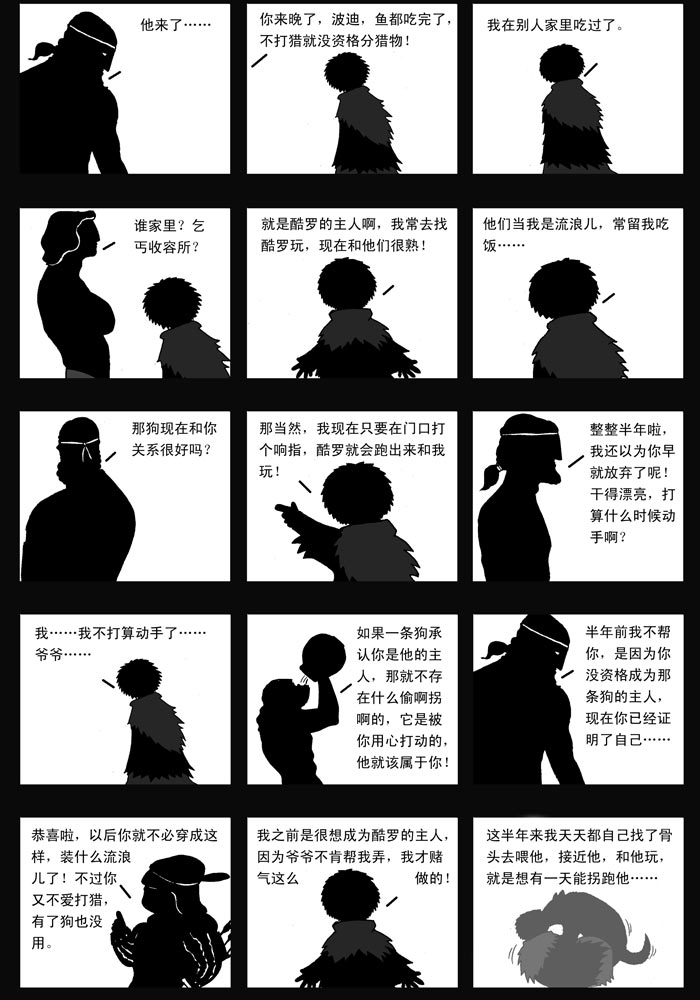 他来了……
你来晚了，波迪，鱼都吃完了，
不打猎就没资格分猎物！
我在别人家里吃过了。
谁家里？乞
丐收容所？
就是酷罗的主人啊，我常去找
酷罗玩，现在和他们很熟！
他们当我是流浪儿，常留我吃
饭……
那狗现在和你
关系很好吗？
那当然，我现在只要在门口打
个响指，酷罗就会跑出来和我
玩！
整整半年啦，
我还以为你早
就放弃了呢！
干得漂亮，打
算什么时候动
手啊？
我……我不打算动手了……
爷爷……
如果一条狗承
认你是他的主
人，那就不存
在什么偷啊拐
啊的，它是被
你用心打动的，
他就该属于你！
半年前我不帮
你，是因为你
没资格成为那
条狗的主人，
现在你已经证
明了自己……
恭喜啦，以后你就不必穿成这
样，装什么流浪
儿了！不过你
又不爱打猎，
有了狗也没
用。
我之前是很想成为酷罗的主人，
因为爷爷不肯帮我弄，我才赌
气这么 做的！
这半年来我天天都自己找了骨
头去喂他，接近他，和他玩，
就是想有一天能拐跑他……